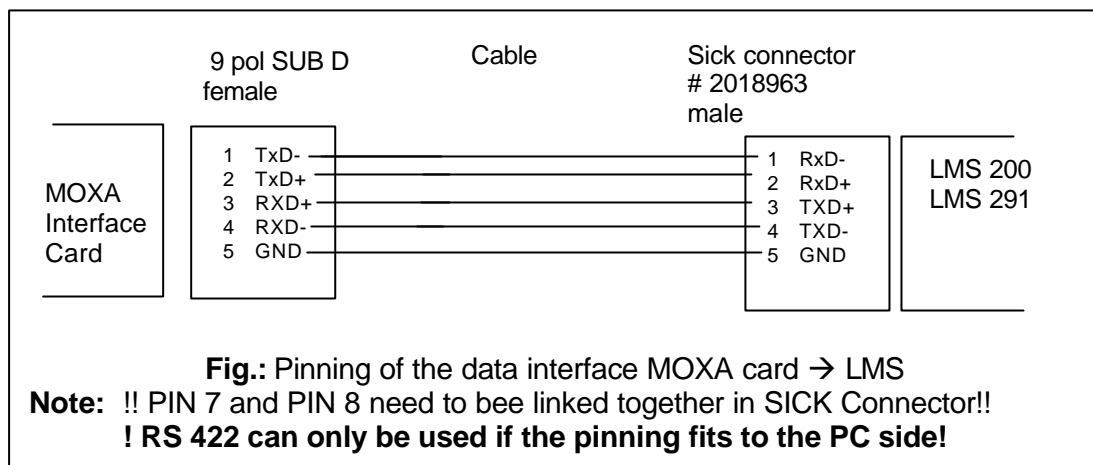 9 pol SUB D
female
Cable
Sick connector
# 2018963
male
MOXA
Interface
Card
1 TxD-
2 TxD+
3 RXD+
4 RXD-
5 GND
1 RxD-
2 RxD+
3 TXD+
4 TXD-
5 GND
LMS 200
LMS 291
Fig.: Pinning of the data interface MOXA card → LMS
Note: !! PIN 7 and PIN 8 need to bee linked together in SICK Connector!!
! RS 422 can only be used if the pinning fits to the PC side!